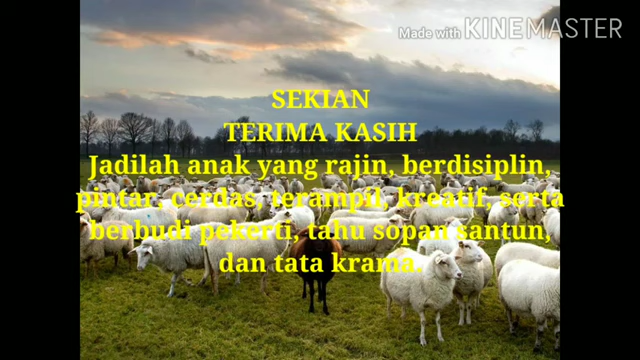 Made with KINEMASTER
SEKIAN
TERIMA KASIH
Jadilah anak yang rajin, berdisiplin,
pintar, cerdas, terampil, kreatif, serta
berbudi pekerti, tahu sopan santun,
dan tata krama.